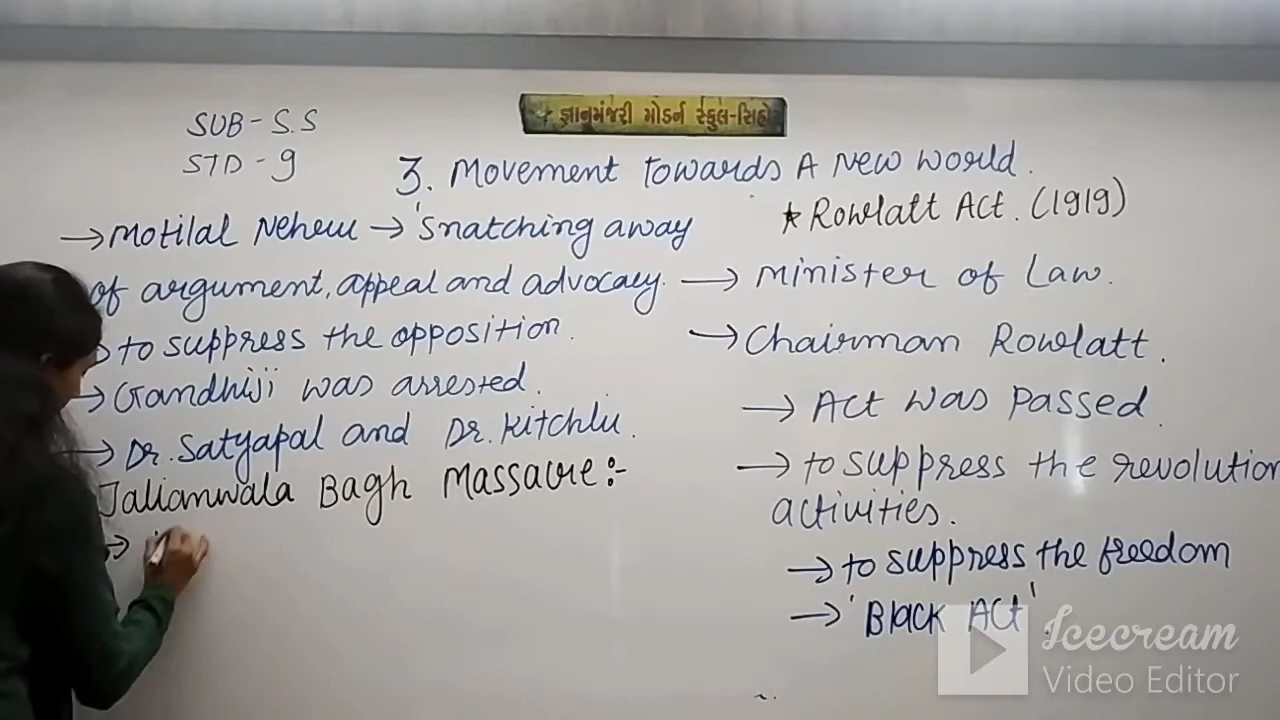 જ્ઞાનમંજરી મોડર્ન સ્કુલ-સિહોર
SUB - S.S
STD - 9
3. Movement towards A New World.
→ Motilal Nehru → 'Snatching away
of argument, appeal and advocacy.
→ to suppress the opposition.
→ Gandhiji was arrested.
→ Dr. Satyapal and Dr. Kitchlu.
Jalianwala Bagh Massacre :-
→
* Rowlatt Act. (1919)
→ Minister of Law.
→ Chairman Rowlatt.
→ Act was passed.
→ to suppress the revolution
activities.
→ to suppress the freedom
→ 'Black Act'.
Icecream
Video Editor